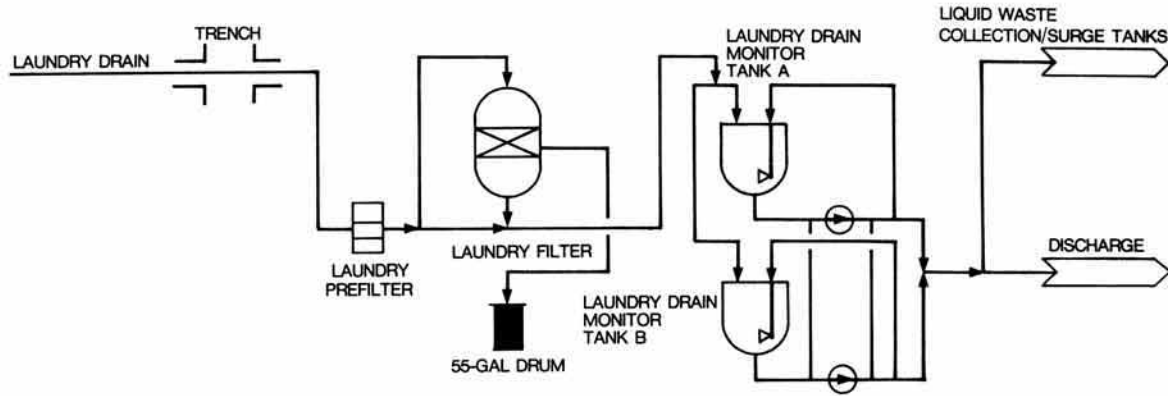 LAUNDRY DRAIN
TRENCH
LAUNDRY
PREFILTER
LAUNDRY FILTER
55-GAL DRUM
LAUNDRY DRAIN
MONITOR
TANK A
LAUNDRY DRAIN
MONITOR
TANK B
LIQUID WASTE
COLLECTION/SURGE TANKS
DISCHARGE